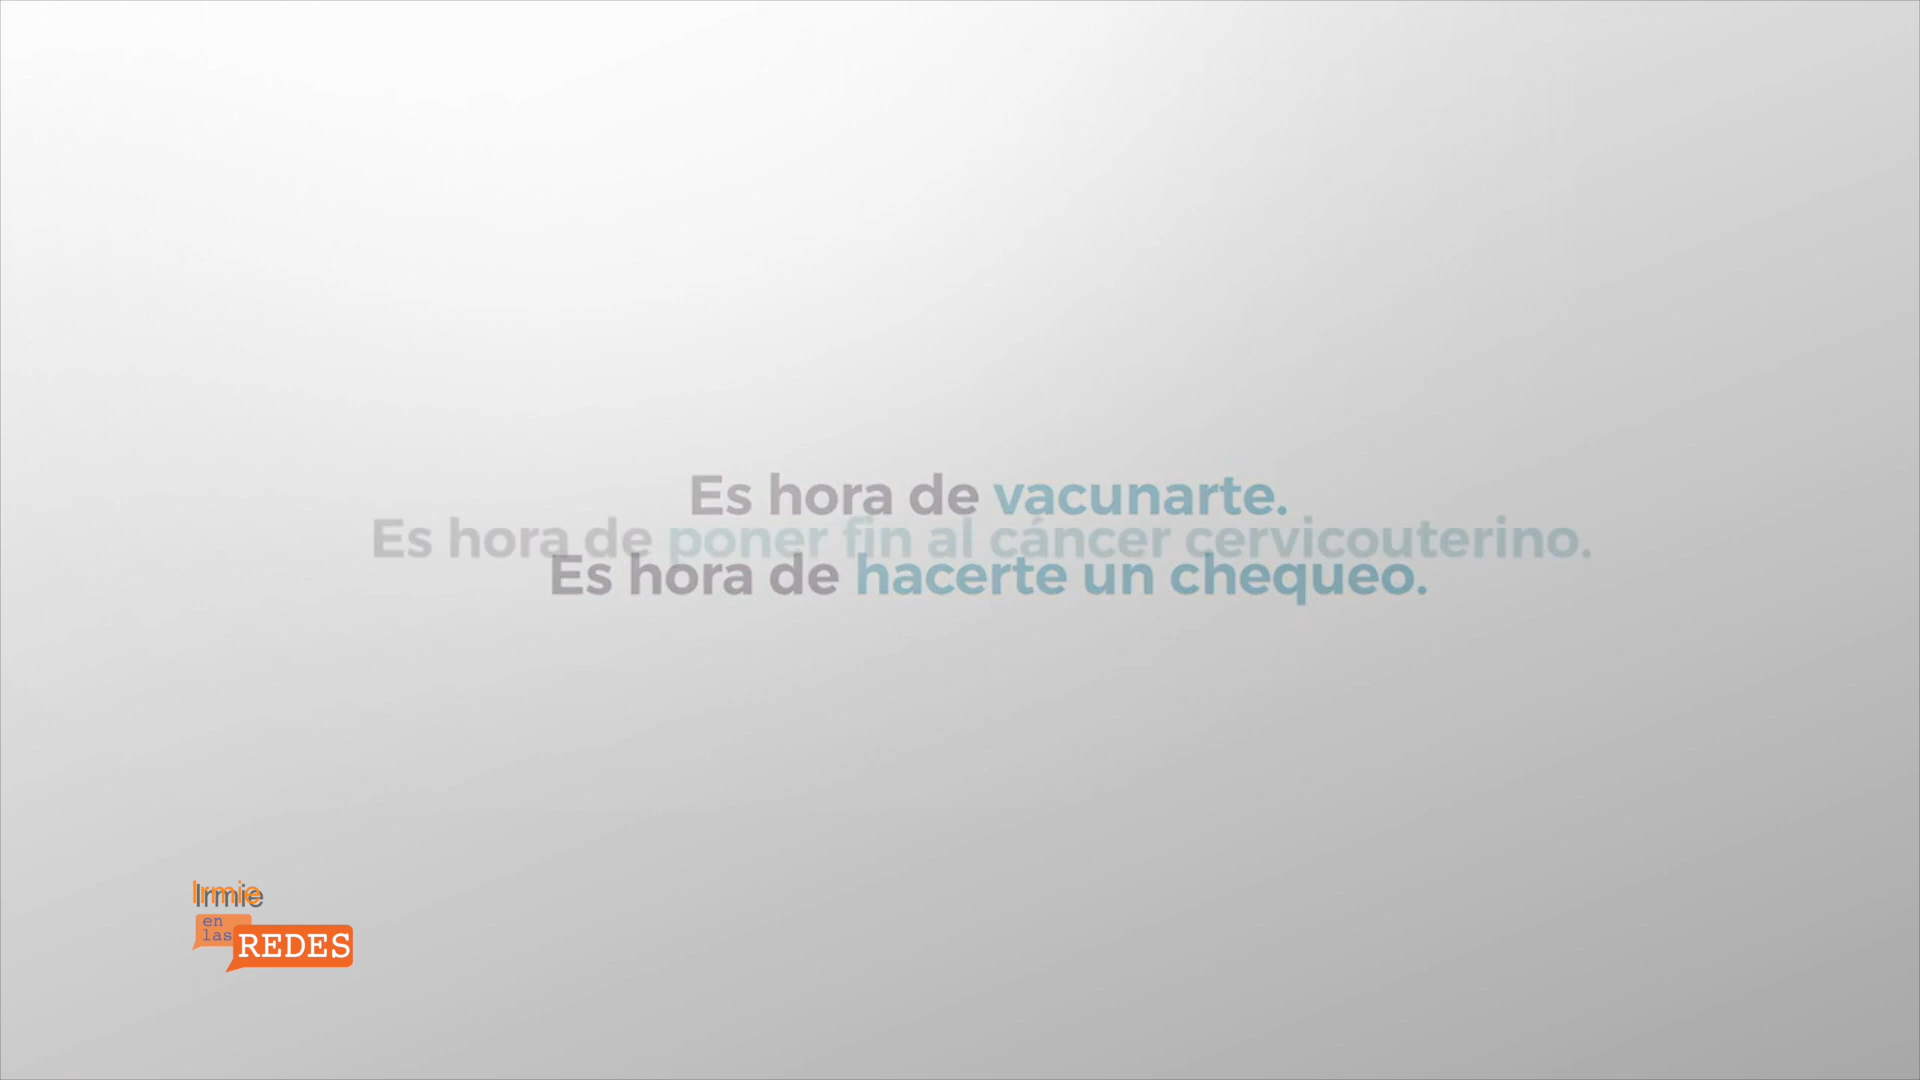 Es hora de vacunarte.
Es hora de poner fin al cáncer cervicouterino.
Es hora de hacerte un chequeo.
Irmie
en
las
REDES